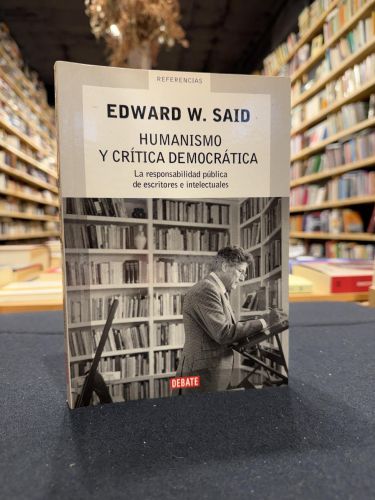 REFERENCIAS
EDWARD W. SAID
HUMANISMO
Y CRÍTICA DEMOCRÁTICA
La responsabilidad pública
de escritores e intelectuales
DEBATE